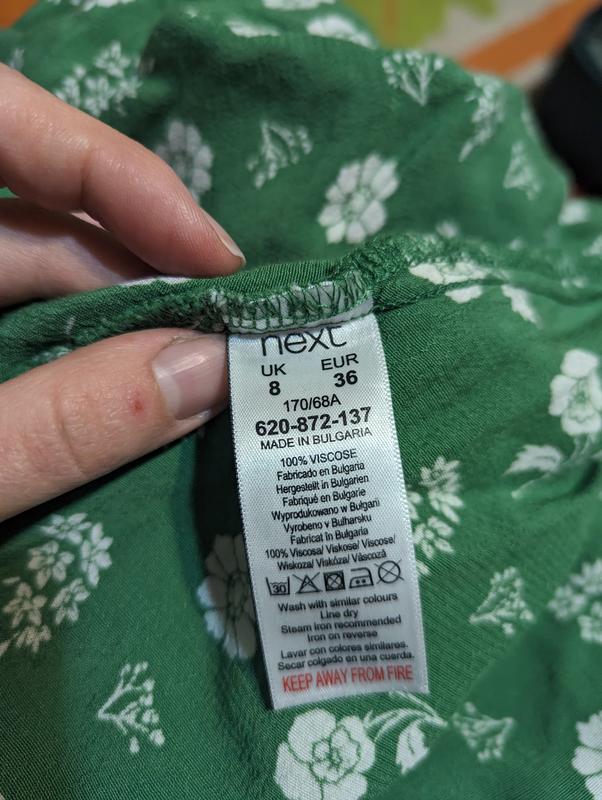 next
UK EUR
8 36
170/68A
620-872-137
MADE IN BULGARIA
100% VISCOSE
Fabricado en Bulgaria
Hergestellt in Bulgarien
Fabriqué en Bulgarie
Wyprodukowano w Bułgarii
Vyrobeno v Bulharsku
Fabricat în Bulgaria
100% Viscosa/ Viskose/ Viscose/
Wiskoza/ Viskóza/ Vâscoză
30
Wash with similar colours
Line dry
Steam iron recommended
Iron on reverse
Lavar con colores similares.
Secar colgado en una cuerda.
KEEP AWAY FROM FIRE